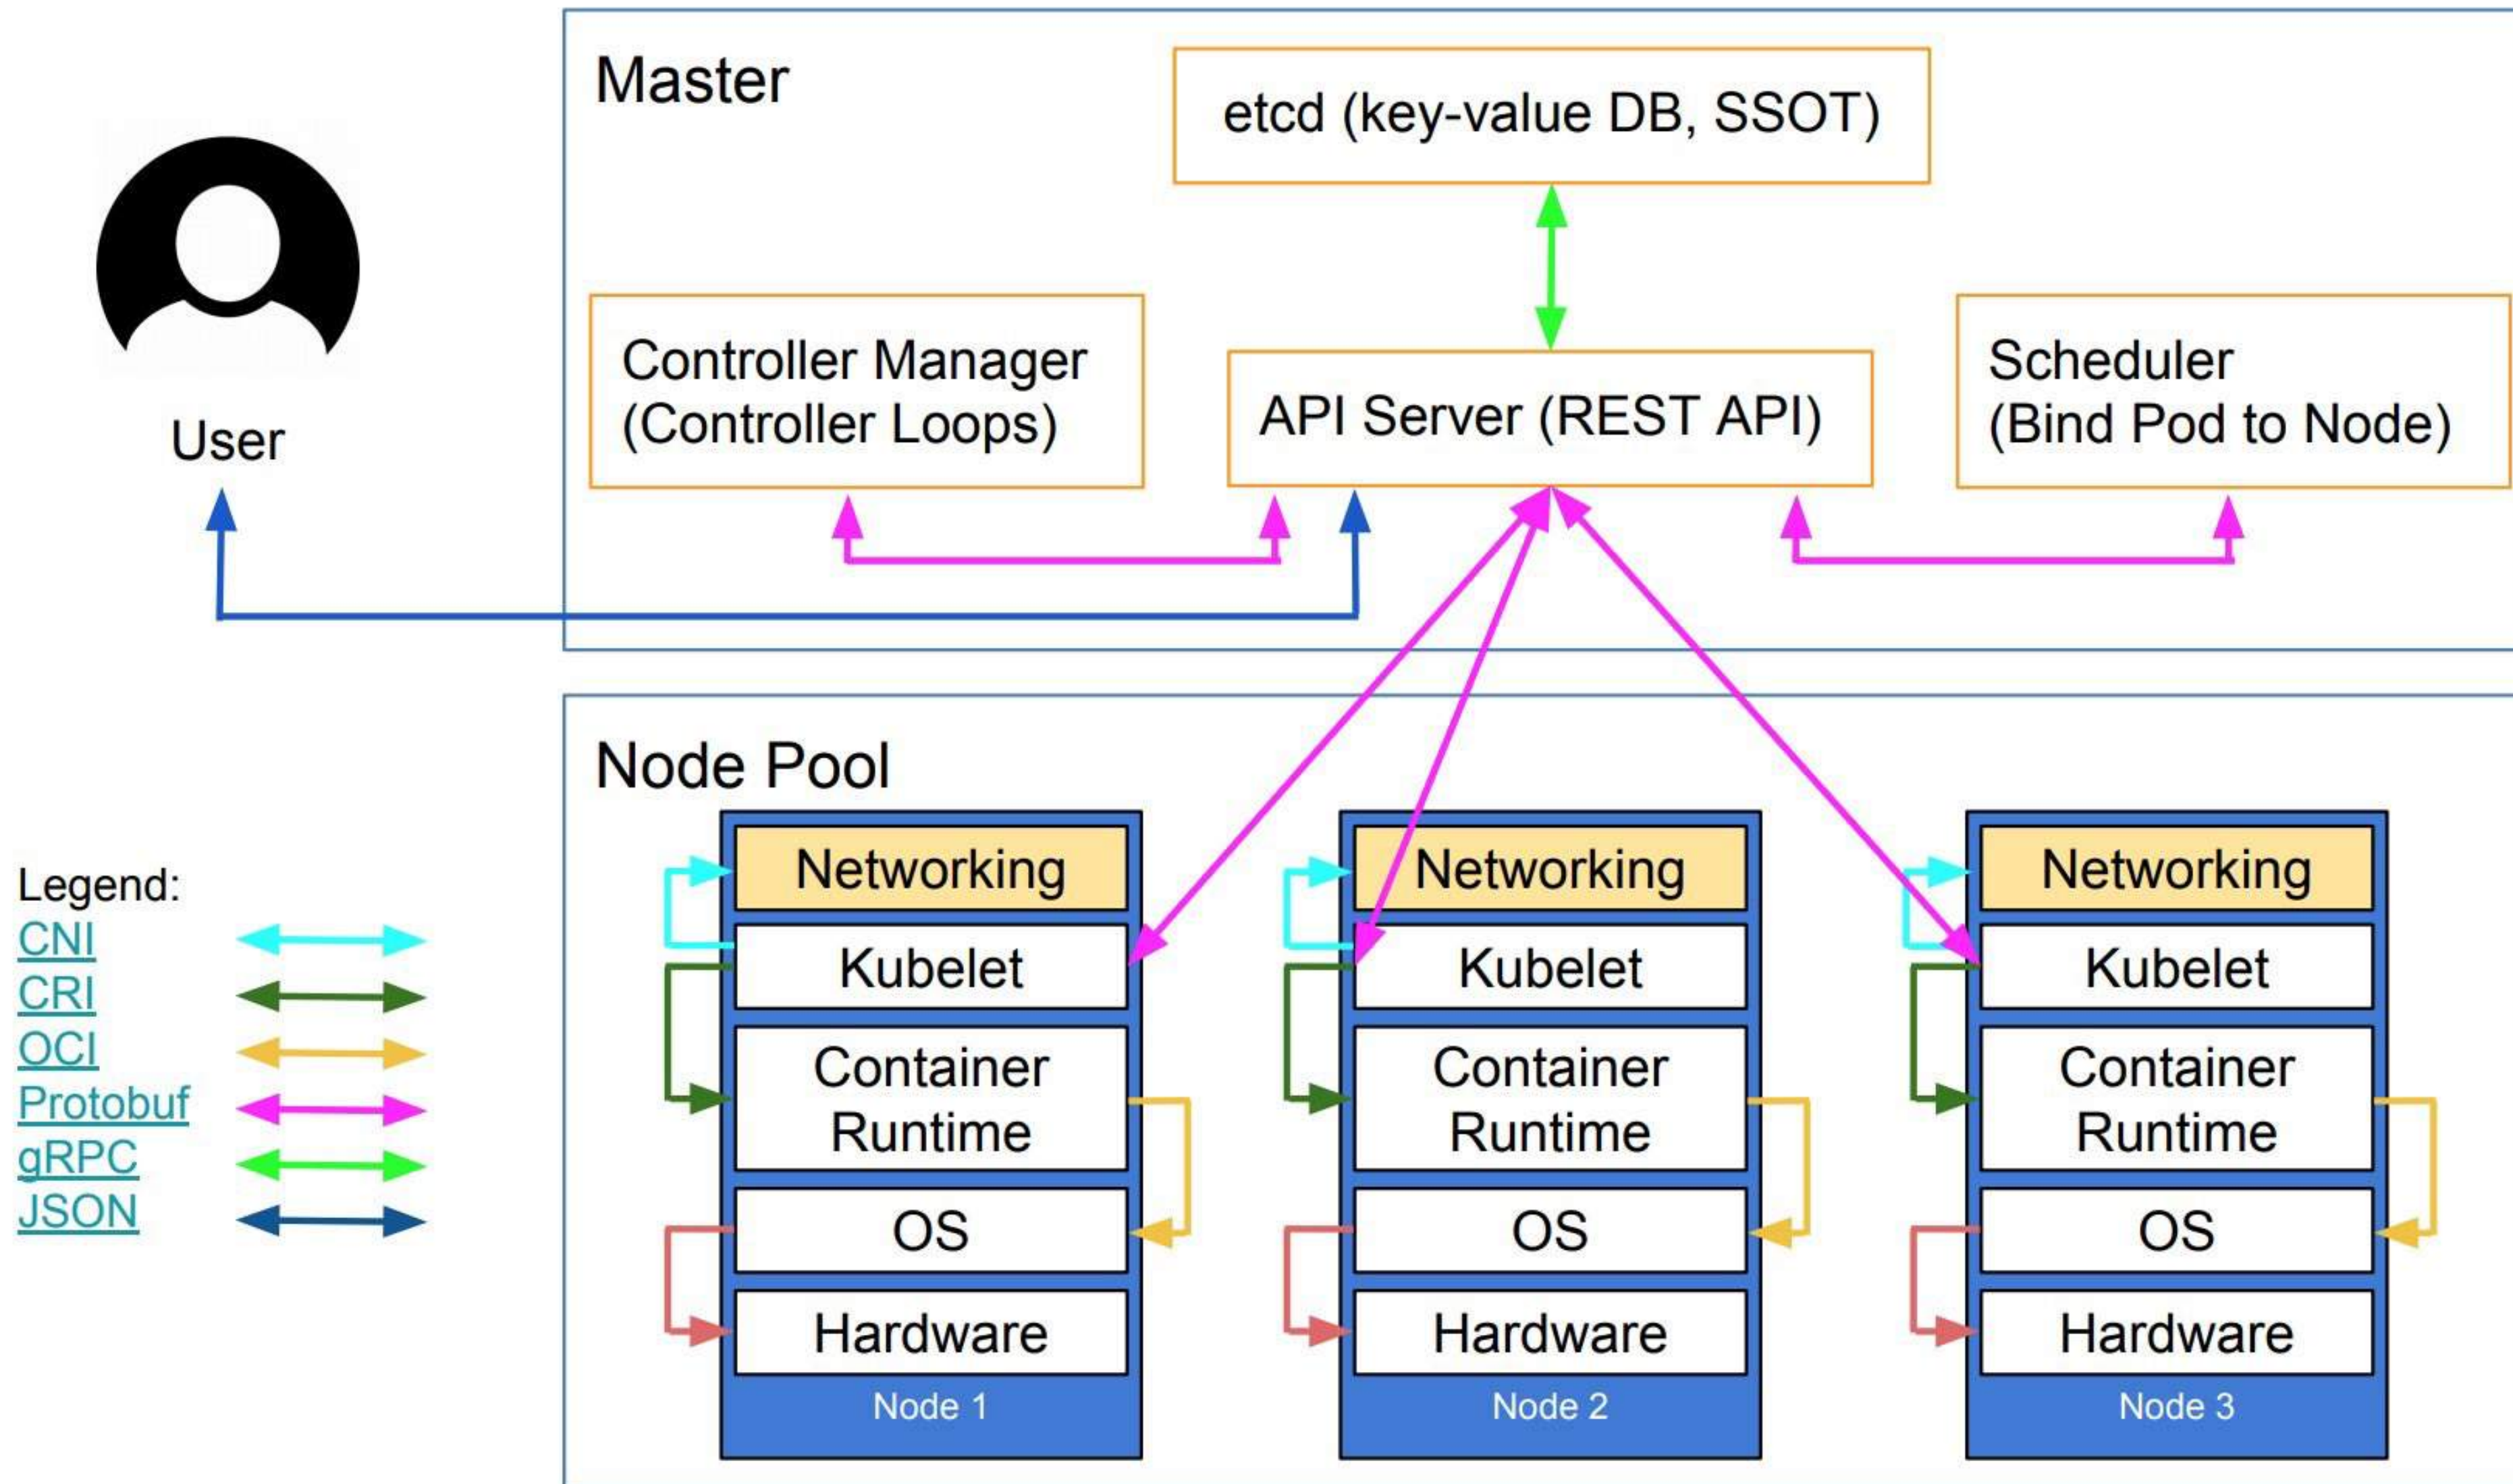 Master
etcd (key-value DB, SSOT)
User
Controller Manager
(Controller Loops)
API Server (REST API)
Scheduler
(Bind Pod to Node)
Node Pool
Legend:
CNI
CRI
OCI
Protobuf
gRPC
JSON
Networking
Kubelet
Container
Runtime
OS
Hardware
Node 1
Networking
Kubelet
Container
Runtime
OS
Hardware
Node 2
Networking
Kubelet
Container
Runtime
OS
Hardware
Node 3